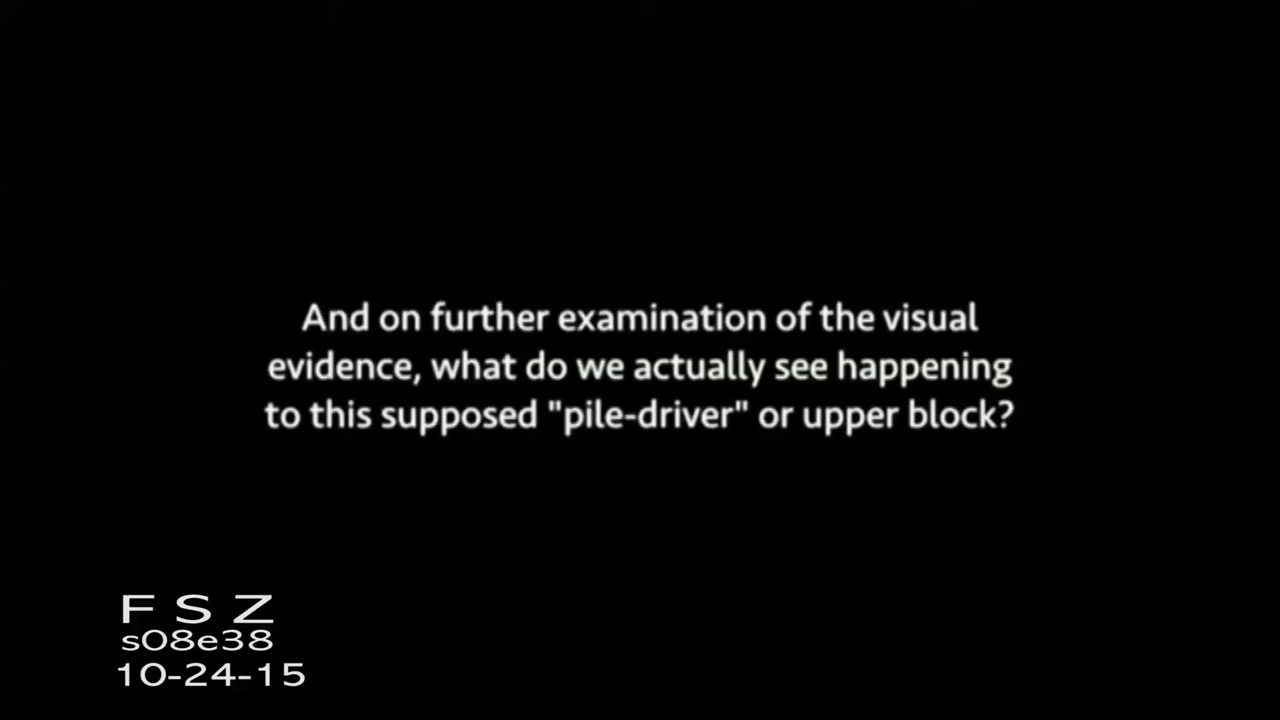 And on further examination of the visual
evidence, what do we actually see happening
to this supposed "pile-driver" or upper block?
F S Z
s08e38
10-24-15